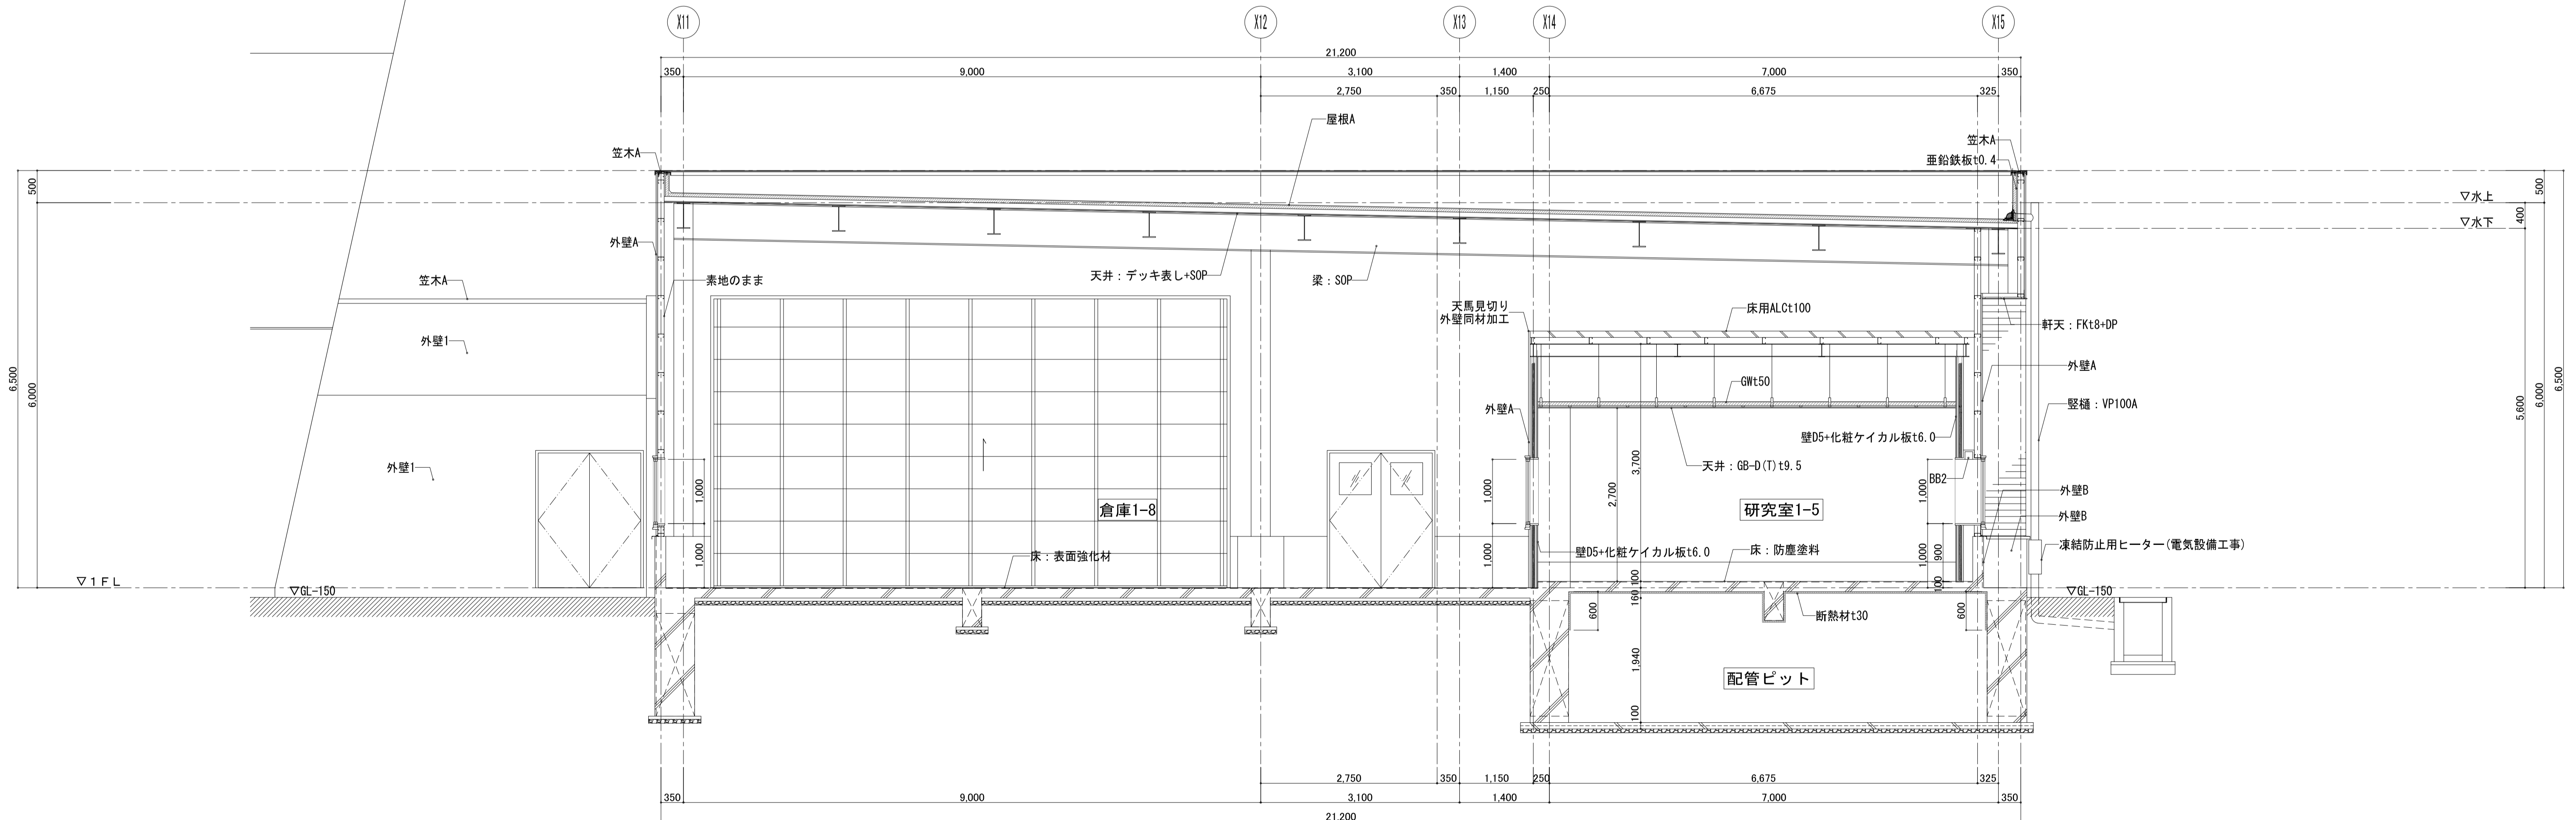 X11
X12
X13
X14
X15
21,200
350
9,000
3,100
1,400
7,000
350
2,750
350
1,150
250
6,675
325
屋根A
笠木A
笠木A
亜鉛鉄板t0.4
500
500
▽水上
400
▽水下
外壁A
素地のまま
天井：デッキ表し+SOP
梁：SOP
笠木A
天馬見切り
外壁同材加工
床用ALCt100
軒天：FKt8+DP
外壁1
外壁A
GWt50
竪樋：VP100A
6,500
6,000
5,600
6,000
6,500
外壁A
壁D5+化粧ケイカル板t6.0
外壁1
3,700
天井：GB-D(T)t9.5
2,700
BB2
1,000
1,000
1,000
外壁B
倉庫1-8
研究室1-5
外壁B
1,000
1,000
1,000
900
床：表面強化材
壁D5+化粧ケイカル板t6.0
床：防塵塗料
凍結防止用ヒーター(電気設備工事)
▽１ＦＬ
▽GL-150
100
100
160
▽GL-150
600
断熱材t30
600
1,940
配管ピット
100
2,750
350
1,150
250
6,675
325
350
9,000
3,100
1,400
7,000
350
21,200